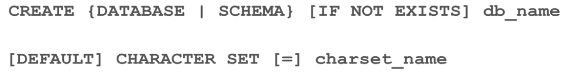 CREATE {DATABASE | SCHEMA} [IF NOT EXISTS] db_name
[DEFAULT] CHARACTER SET [=] charset_name